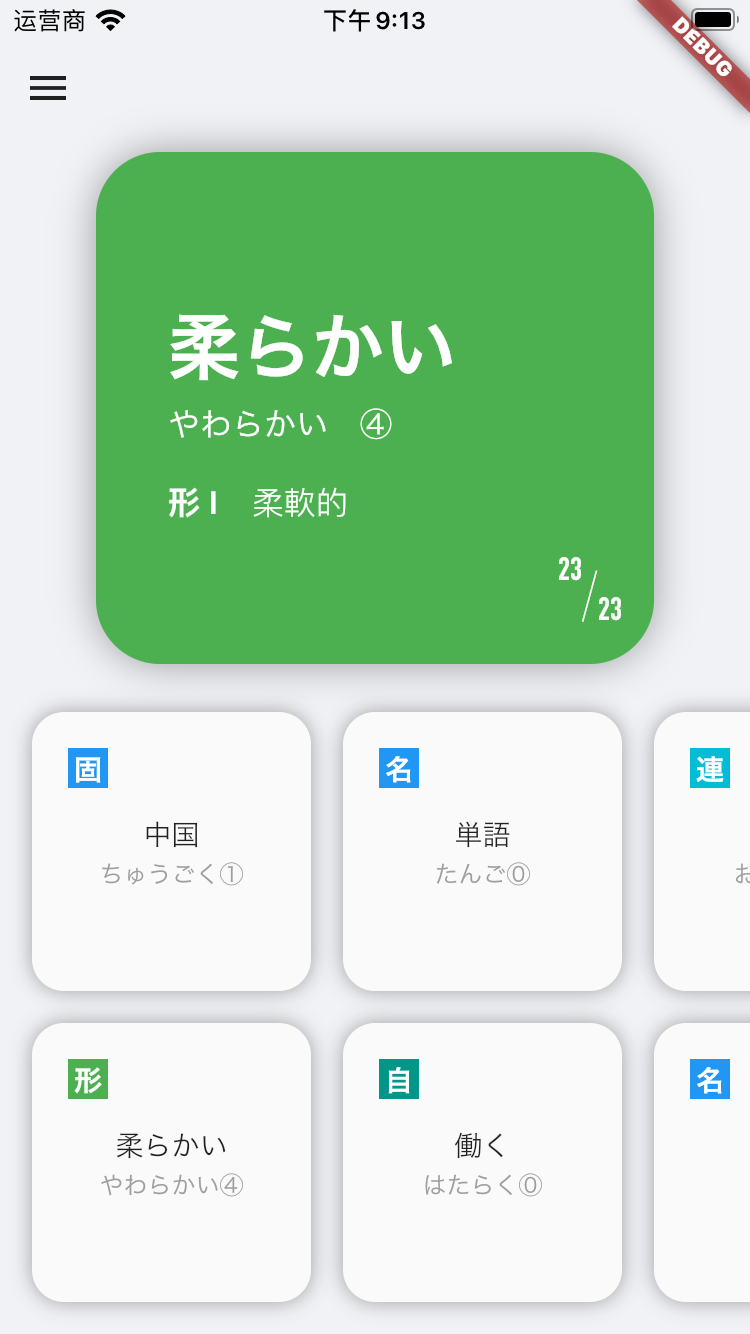 运营商 下午9:13
DEBUG
柔らかい
やわらかい ④
形 I 柔軟的
23/23
固 名 連
中国 単語
ちゅうごく① たんご⓪ お
形 自 名
柔らかい 働く
やわらかい④ はたらく⓪